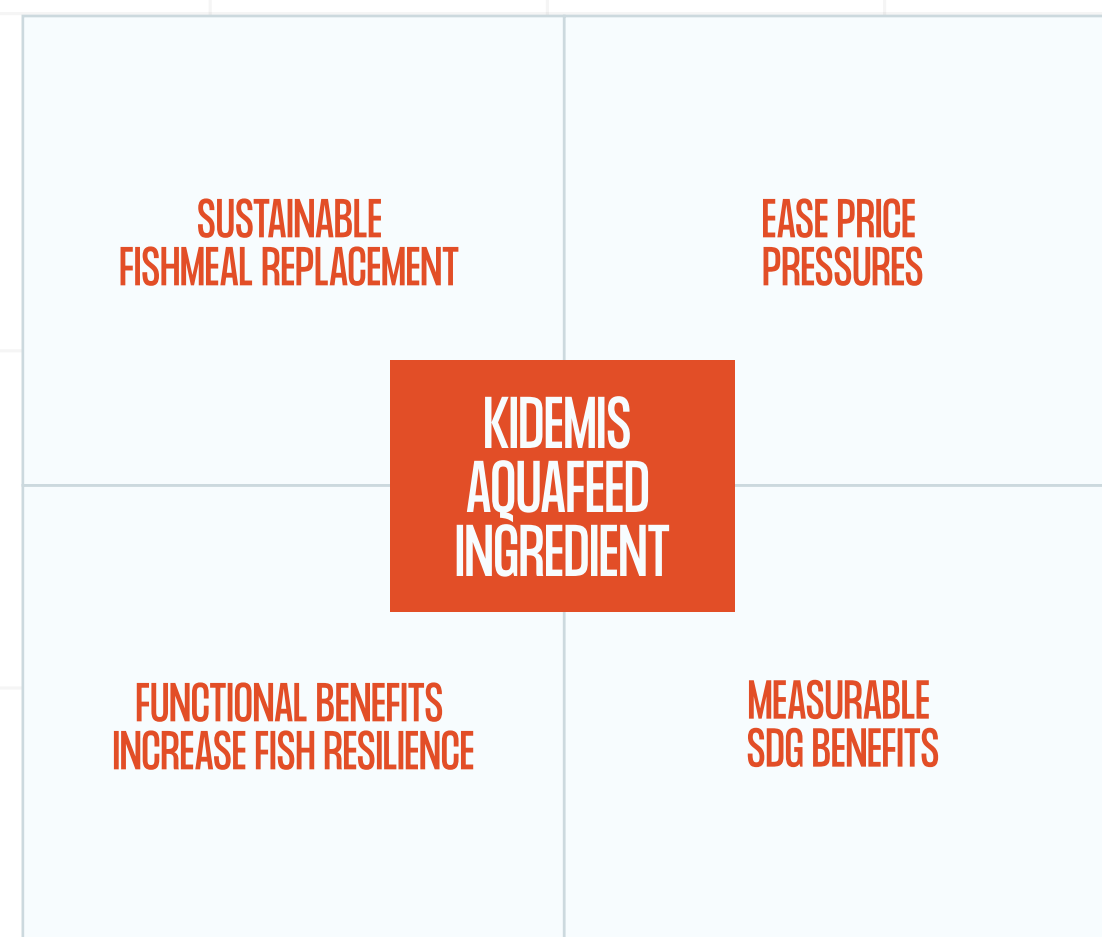 SUSTAINABLE
FISHMEAL REPLACEMENT
EASE PRICE
PRESSURES
KIDEMIS
AQUAFEED
INGREDIENT
FUNCTIONAL BENEFITS
INCREASE FISH RESILIENCE
MEASURABLE
SDG BENEFITS